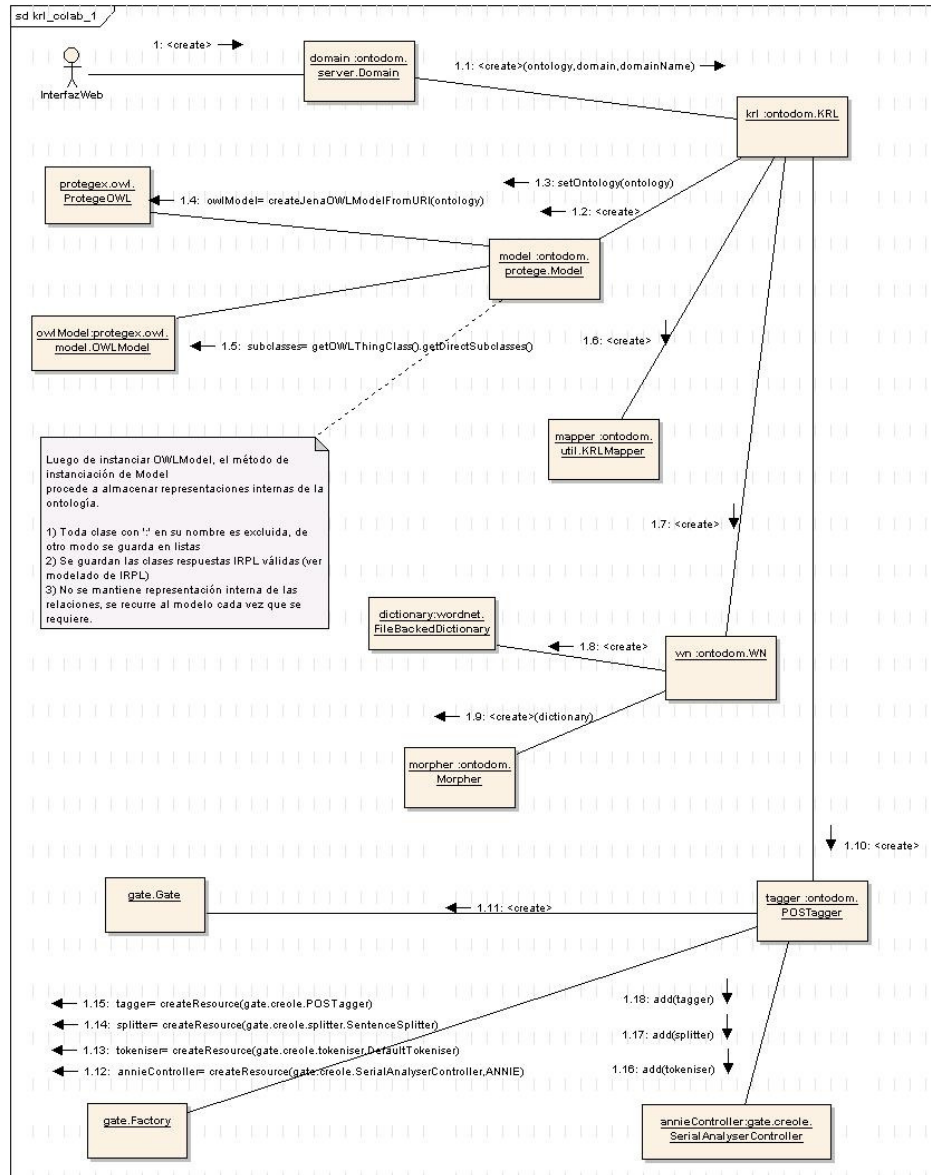 sd krl_colab_1
1: <create>
InterfazWeb
domain :ontodom.
server.Domain
1.1: <create>(ontology,domain,domainName)
krl :ontodom.KRL
protegex.owl.
ProtegeOWL
1.3: setOntology(ontology)
1.4: owlModel= createJenaOWLModelFromURI(ontology)
1.2: <create>
model :ontodom.
protege.Model
owlModel:protegex.owl.
model.OWLModel
1.5: subclasses= getOWLThingClass().getDirectSubclasses()
1.6: <create>
mapper :ontodom.
util.KRLMapper
Luego de instanciar OWLModel, el método de
instanciación de Model
procede a almacenar representaciones internas de la
ontología.
1) Toda clase con ':' en su nombre es excluida, de
otro modo se guarda en listas
2) Se guardan las clases respuestas IRPL válidas (ver
modelado de IRPL)
3) No se mantiene representación interna de las
relaciones, se recurre al modelo cada vez que se
requiere.
1.7: <create>
dictionary:wordnet.
FileBackedDictionary
1.8: <create>
wn :ontodom.WN
1.9: <create>(dictionary)
morpher :ontodom.
Morpher
1.10: <create>
gate.Gate
1.11: <create>
tagger :ontodom.
POSTagger
1.15: tagger= createResource(gate.creole.POSTagger)
1.14: splitter= createResource(gate.creole.splitter.SentenceSplitter)
1.13: tokeniser= createResource(gate.creole.tokeniser.DefaultTokeniser)
1.12: annieController= createResource(gate.creole.SerialAnalyserController,ANNIE)
1.18: add(tagger)
1.17: add(splitter)
1.16: add(tokeniser)
gate.Factory
annieController:gate.creole.
SerialAnalyserController